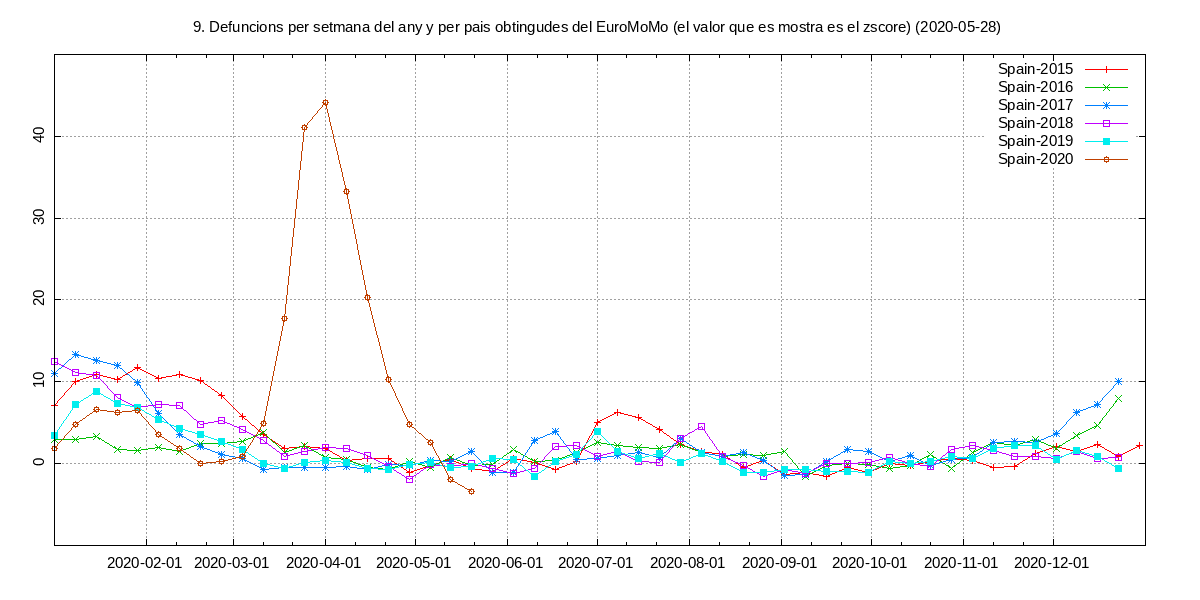 9. Defuncions per setmana del any y per pais obtingudes del EuroMoMo (el valor que es mostra es el zscore) (2020-05-28)
Spain-2015
Spain-2016
Spain-2017
Spain-2018
Spain-2019
Spain-2020
40
30
20
10
0
2020-02-01 2020-03-01 2020-04-01 2020-05-01 2020-06-01 2020-07-01 2020-08-01 2020-09-01 2020-10-01 2020-11-01 2020-12-01